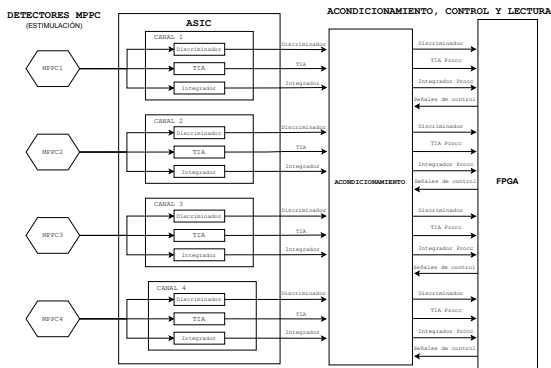 DETECTORES MPPC
(ESTIMULACIÓN)
ASIC
ACONDICIONAMIENTO, CONTROL Y LECTURA
MPPC1
CANAL 1
Discriminador
TIA
Integrador
Discriminador
TIA
Integrador
Discriminador
TIA Procc
Integrador Procc
Señales de control
MPPC2
CANAL 2
Discriminador
TIA
Integrador
Discriminador
TIA
Integrador
Discriminador
TIA Procc
Integrador Procc
Señales de control
ACONDICIONAMIENTO
FPGA
MPPC3
CANAL 3
Discriminador
TIA
Integrador
Discriminador
TIA
Integrador
Discriminador
TIA Procc
Integrador Procc
Señales de control
MPPC4
CANAL 4
Discriminador
TIA
Integrador
Discriminador
TIA
Integrador
Discriminador
TIA Procc
Integrador Procc
Señales de control